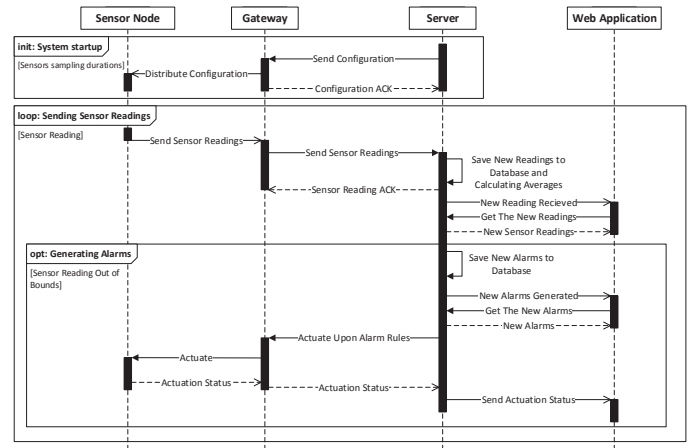 Sensor Node
Gateway
Server
Web Application
init: System startup
[Sensors sampling durations]
Send Configuration
Distribute Configuration
Configuration ACK
loop: Sending Sensor Readings
[Sensor Reading]
Send Sensor Readings
Send Sensor Readings
Save New Readings to
Database and
Calculating Averages
Sensor Reading ACK
New Reading Recieved
Get The New Readings
New Sensor Readings
opt: Generating Alarms
[Sensor Reading Out of
Bounds]
Save New Alarms to
Database
New Alarms Generated
Get The New Alarms
New Alarms
Actuate Upon Alarm Rules
Actuate
Actuation Status
Actuation Status
Send Actuation Status